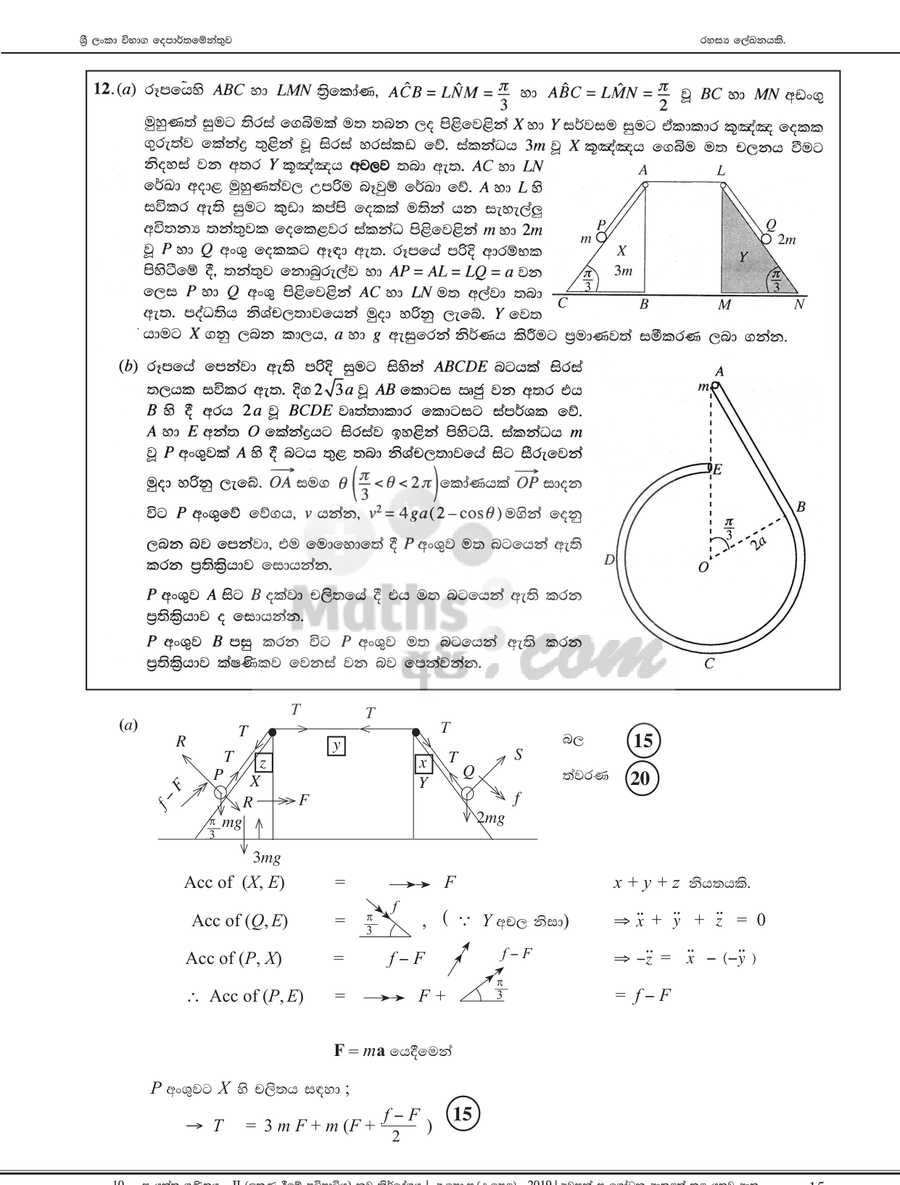 ශ්‍රී ලංකා විභාග දෙපාර්තමේන්තුව
රහස්‍ය ලේඛනයකි.
12.(a) රූපයෙහි ABC හා LMN ත්‍රිකෝණ, AĈB = LN̂M = π/3 හා AB̂C = LM̂N = π/2 වූ BC හා MN අඩංගු
මුහුණත් සුමට තිරස් ගෙබිමක් මත තබන ලද පිළිවෙළින් X හා Y සර්වසම සුමට ඒකාකාර කුඤ්ඤ දෙකක
ගුරුත්ව කේන්ද්‍ර තුළින් වූ සිරස් හරස්කඩ වේ. ස්කන්ධය 3m වූ X කුඤ්ඤය ගෙබිම මත චලනය වීමට
නිදහස් වන අතර Y කුඤ්ඤය අචලව තබා ඇත. AC හා LN
රේඛා අදාළ මුහුණත්වල උපරිම බෑවුම් රේඛා වේ. A හා L හි
සවිකර ඇති සුමට කුඩා කප්පි දෙකක් මතින් යන සැහැල්ලු
අවිතන්‍ය තන්තුවක දෙකෙළවර ස්කන්ධ පිළිවෙළින් m හා 2m
වූ P හා Q අංශු දෙකකට ඈඳා ඇත. රූපයේ පරිදි ආරම්භක
පිහිටීමේ දී, තන්තුව නොබුරුල්ව හා AP = AL = LQ = a වන
ලෙස P හා Q අංශු පිළිවෙළින් AC හා LN මත අල්වා තබා
ඇත. පද්ධතිය නිශ්චලතාවයෙන් මුදා හරිනු ලැබේ. Y වෙත
යාමට X ගනු ලබන කාලය, a හා g ඇසුරෙන් නිර්ණය කිරීමට ප්‍රමාණවත් සමීකරණ ලබා ගන්න.
A L
P m X 3m π/3 C B
Q 2m Y π/3 M N
(b) රූපයේ පෙන්වා ඇති පරිදි සුමට සිහින් ABCDE බටයක් සිරස්
තලයක සවිකර ඇත. දිග 2√3a වූ AB කොටස ඍජු වන අතර එය
B හි දී අරය 2a වූ BCDE වෘත්තාකාර කොටසට ස්පර්ශක වේ.
A හා E අන්ත O කේන්ද්‍රයට සිරස්ව ඉහළින් පිහිටයි. ස්කන්ධය m
වූ P අංශුවක් A හි දී බටය තුළ තබා නිශ්චලතාවයේ සිට සීරුවෙන්
මුදා හරිනු ලැබේ. OA සමග θ (π/3 < θ < 2π) කෝණයක් OP සාදන
විට P අංශුවේ වේගය, v යන්න, v² = 4ga(2 − cosθ) මගින් දෙනු
ලබන බව පෙන්වා, එම මොහොතේ දී P අංශුව මත බටයෙන් ඇති
කරන ප්‍රතික්‍රියාව සොයන්න.
P අංශුව A සිට B දක්වා චලිතයේ දී එය මත බටයෙන් ඇති කරන
ප්‍රතික්‍රියාව ද සොයන්න.
P අංශුව B පසු කරන විට P අංශුව මත බටයෙන් ඇති කරන
ප්‍රතික්‍රියාව ක්ෂණිකව වෙනස් වන බව පෙන්වන්න.
A m E B π/3 2a O D C
Maths
අපි .com
(a)
T T
T y T
R T z x T S
P X Y Q
f – F R F f
π/3 mg 2mg
3mg
බල 15
ත්වරණ 20
Acc of (X, E) = F x + y + z නියතයකි.
Acc of (Q, E) = π/3 f , ( ∵ Y අචල නිසා) ⇒ ẍ + ÿ + z̈ = 0
Acc of (P, X) = f – F f – F ⇒ –z̈ = ẍ – (–ÿ )
∴ Acc of (P, E) = F + π/3 = f – F
F = ma යෙදීමෙන්
P අංශුවට X හි චලිතය සඳහා ;
→ T = 3 m F + m (F + (f – F)/2 ) 15